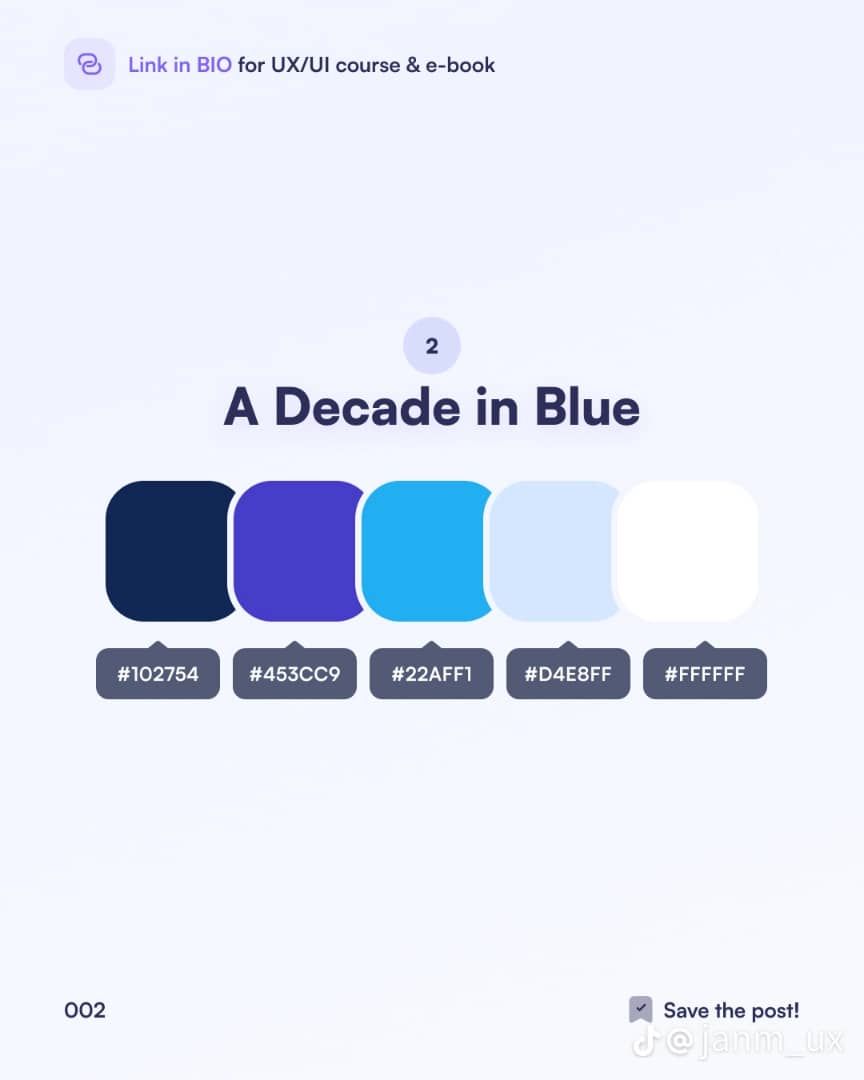 Link in BIO for UX/UI course & e-book
2
A Decade in Blue
#102754 #453CC9 #22AFF1 #D4E8FF #FFFFFF
002
Save the post!
@janm_ux